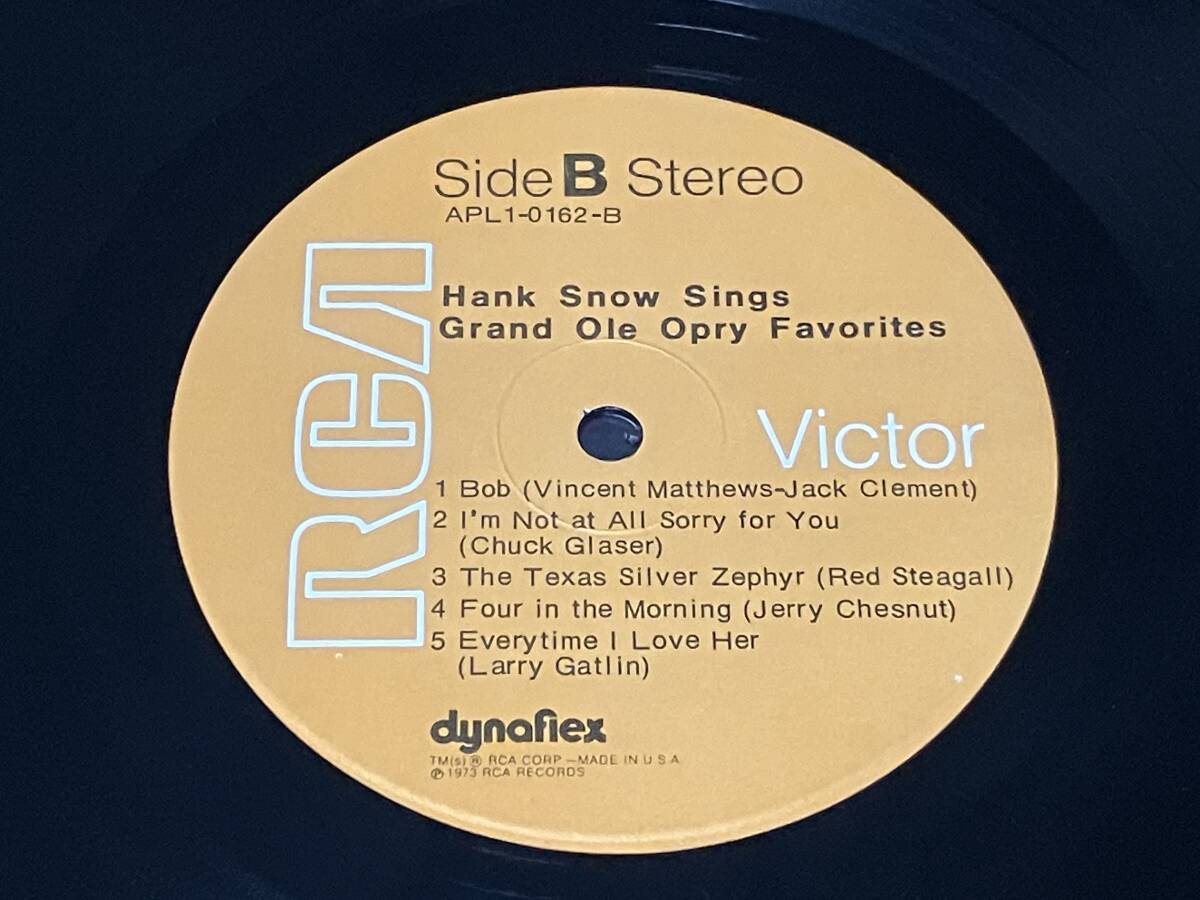 Side B Stereo
APL1-0162-B
RCA
Hank Snow Sings
Grand Ole Opry Favorites
Victor
1 Bob (Vincent Matthews-Jack Clement)
2 I'm Not at All Sorry for You
(Chuck Glaser)
3 The Texas Silver Zephyr (Red Steagall)
4 Four in the Morning (Jerry Chesnut)
5 Everytime I Love Her
(Larry Gatlin)
dynaflex
TM(s) ® RCA CORP —MADE IN U.S.A.
℗ 1973 RCA RECORDS